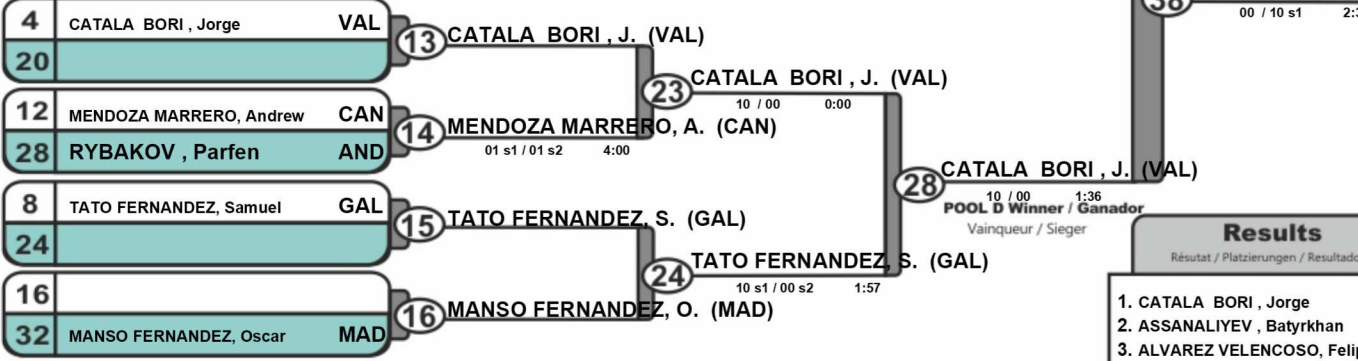 4 CATALA BORI , Jorge VAL
20
13 CATALA BORI , J. (VAL)
12 MENDOZA MARRERO, Andrew CAN
28 RYBAKOV , Parfen AND
14 MENDOZA MARRERO, A. (CAN)
01 s1 / 01 s2 4:00
23 CATALA BORI , J. (VAL)
10 / 00 0:00
8 TATO FERNANDEZ, Samuel GAL
24
15 TATO FERNANDEZ, S. (GAL)
16
32 MANSO FERNANDEZ, Oscar MAD
16 MANSO FERNANDEZ, O. (MAD)
24 TATO FERNANDEZ, S. (GAL)
10 s1 / 00 s2 1:57
28 CATALA BORI , J. (VAL)
10 / 00 1:36
POOL D Winner / Ganador
Vainqueur / Sieger
38
00 / 10 s1
Results
Résutat / Platzierungen /
1. CATALA BORI , Jorge
2. ASSANALIYEV , Batyrkhan
3. ALVAREZ VELENCOSO,